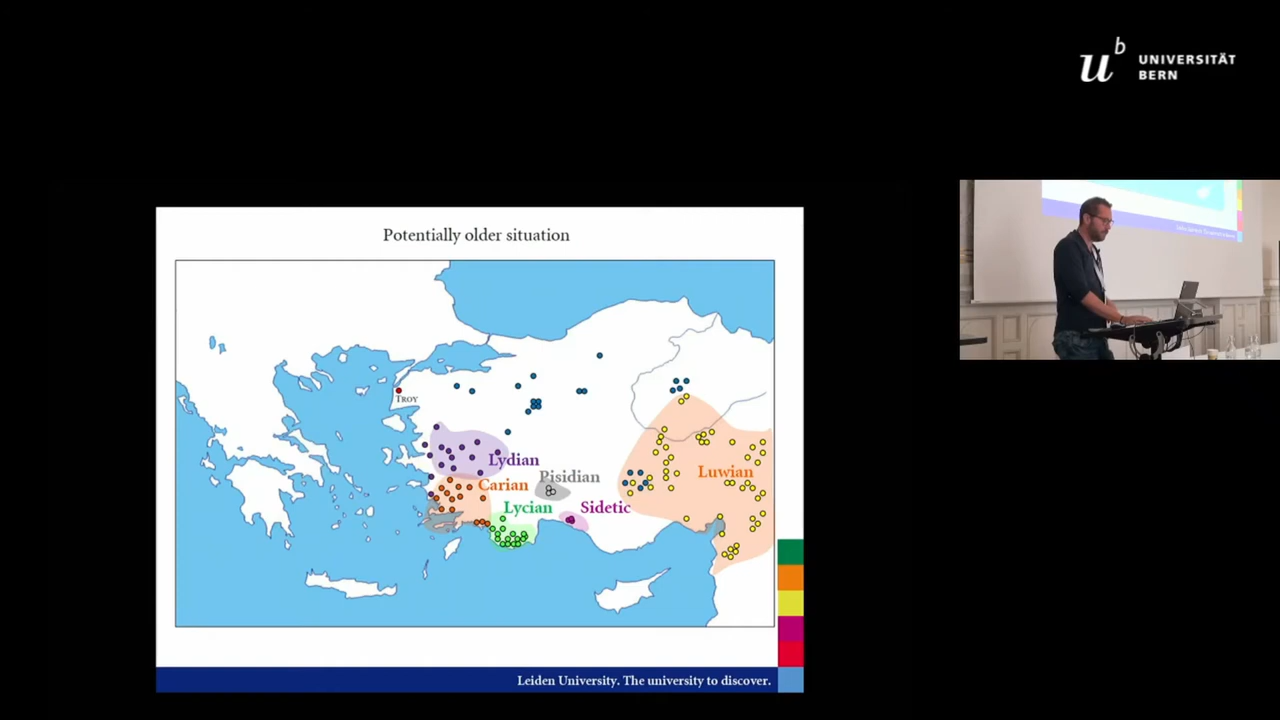 u
b
UNIVERSITÄT
BERN
Potentially older situation
TROY
Lydian
Pisidian
Carian
Luwian
Lycian
Sidetic
Leiden University. The university to discover.